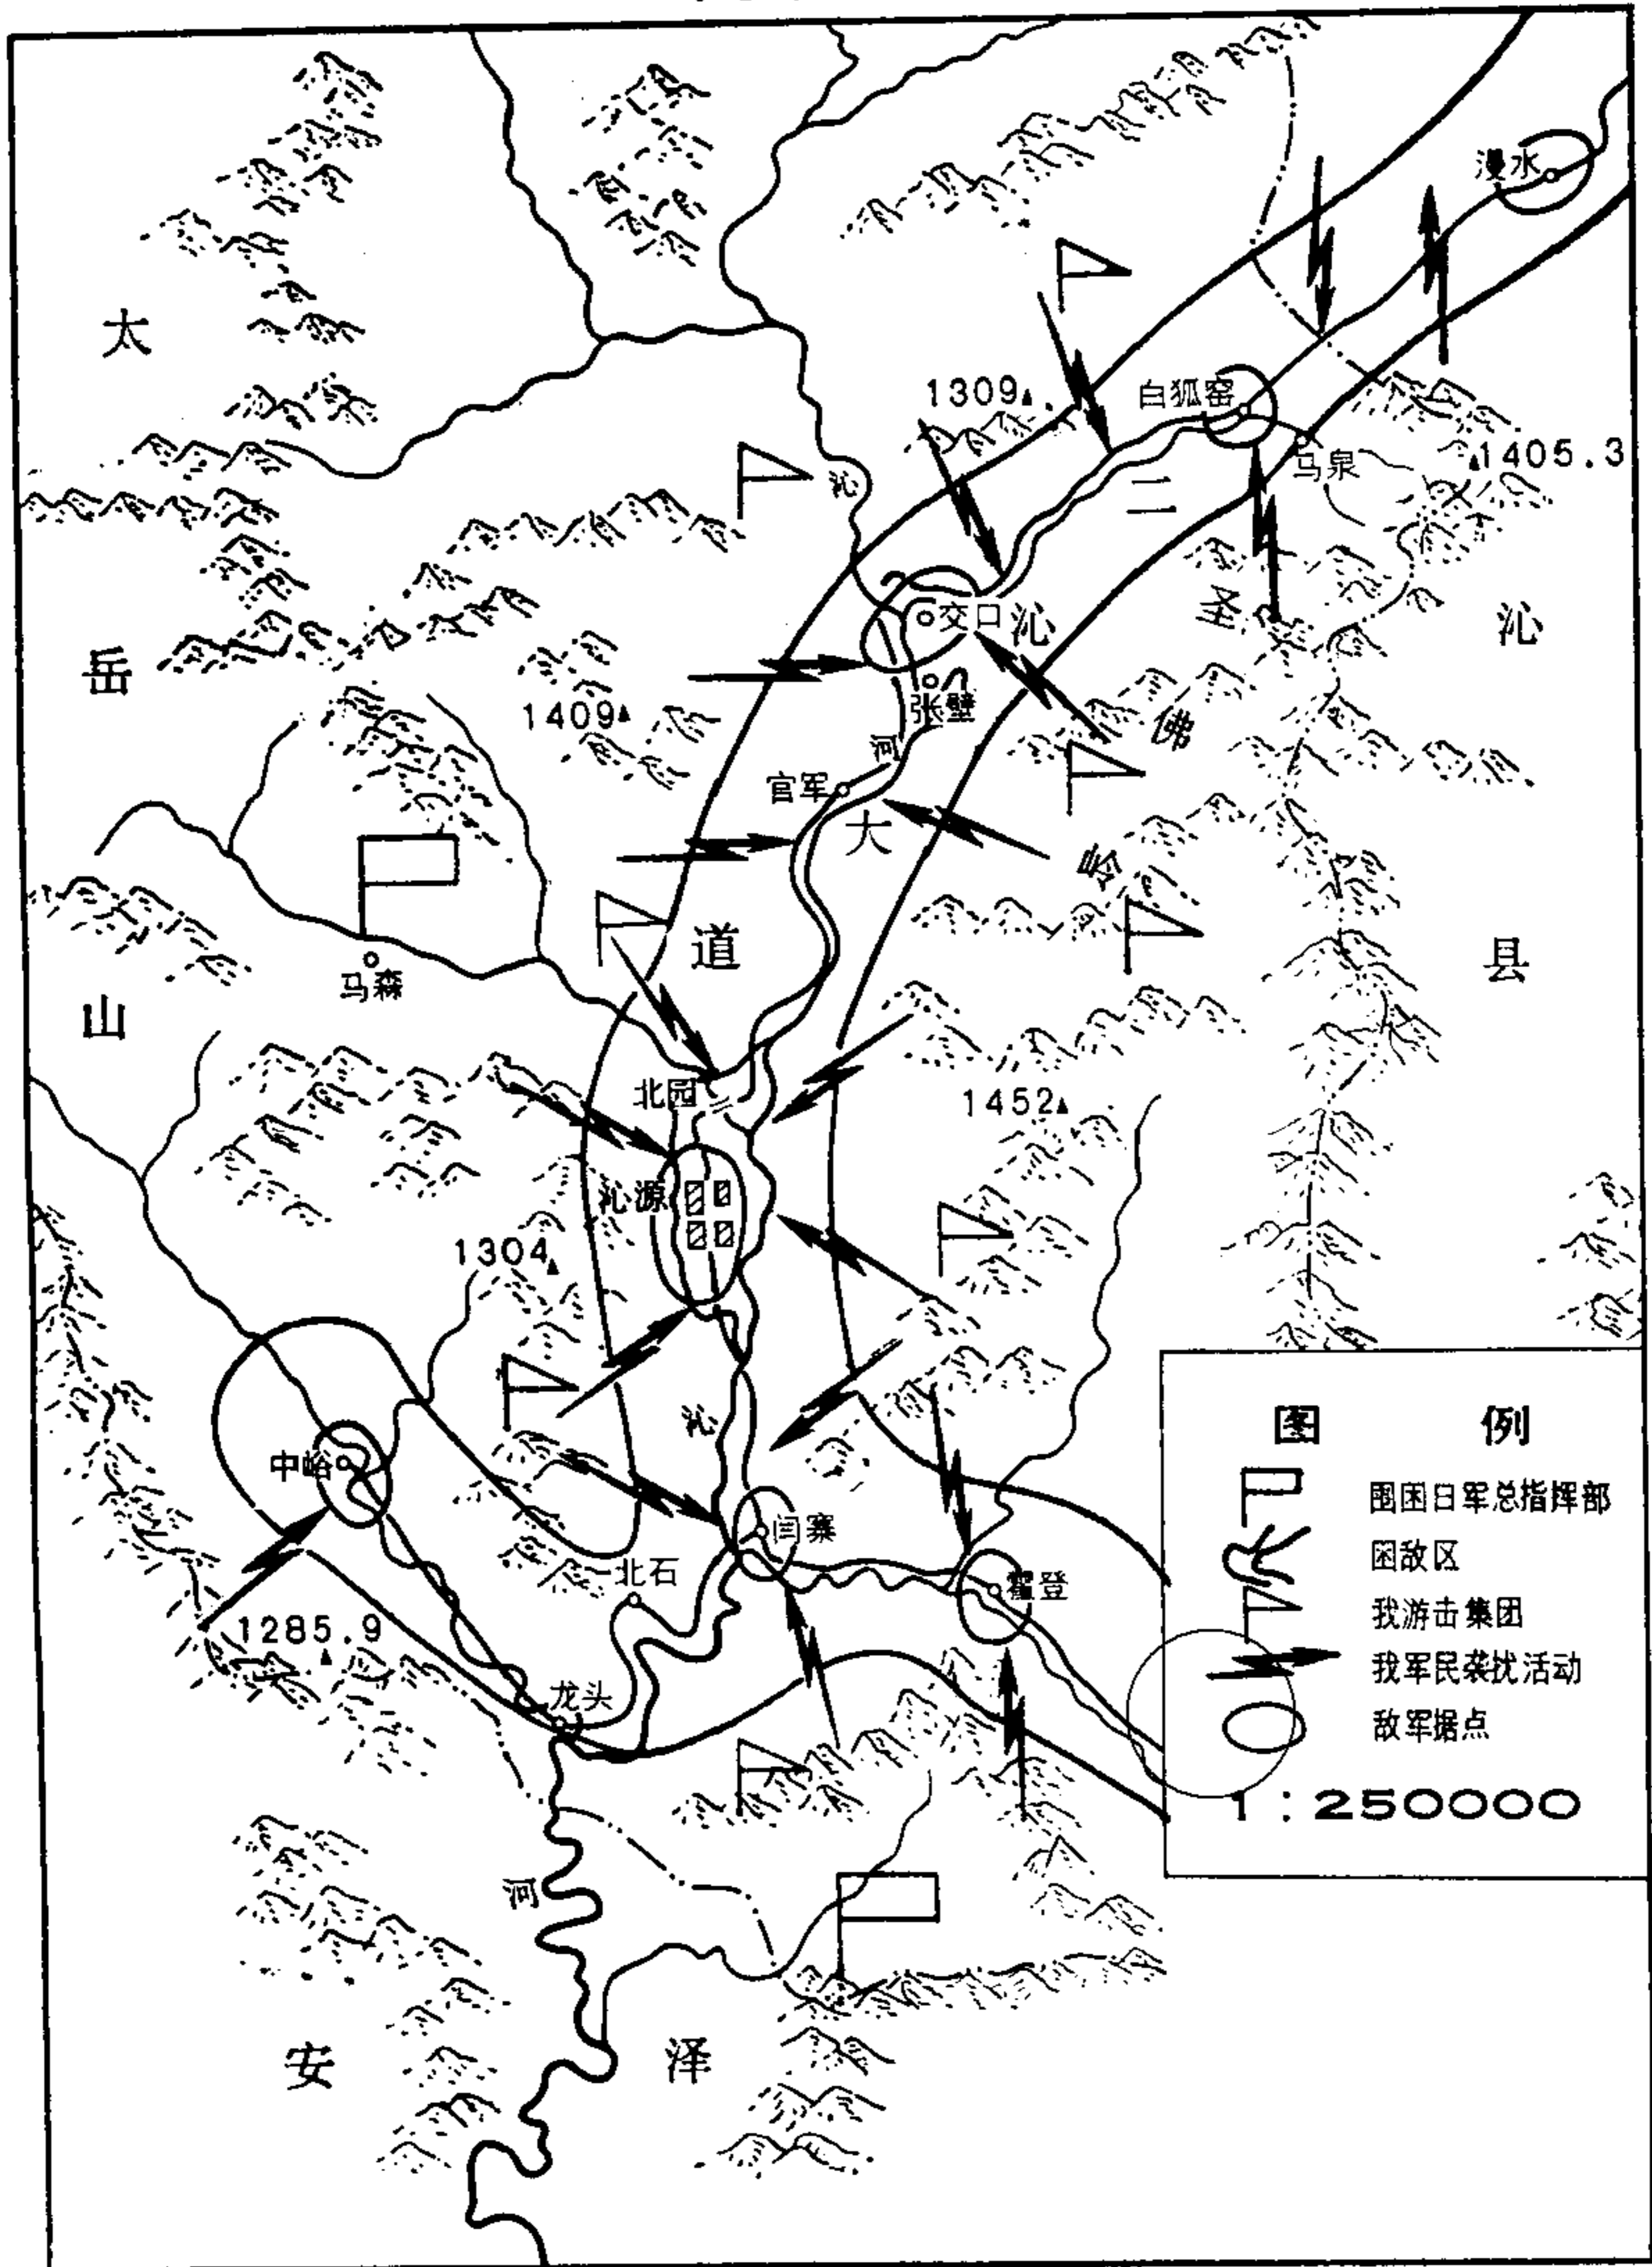 漫水
太
1309
白狐窑
马泉
1405.3
沁
二
交口
沁
圣
沁
岳
张壁
1409
佛
河
官军
大
岭
道
县
马森
山
北园
1452
沁源
1304
沁
图 例
中峪
围困日军总指挥部
闫寨
困敌区
北石
霍登
我游击集团
1285.9
我军民袭扰活动
龙头
敌军据点
1:250000
河
安 泽